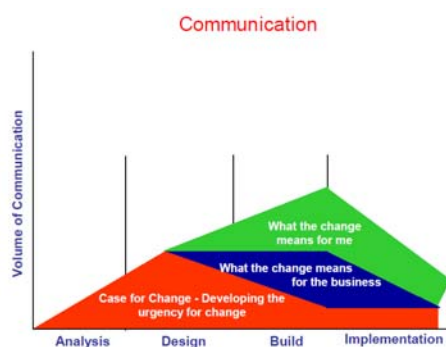 Communication
Volume of Communication
What the change
means for me
What the change means
for the business
Case for Change - Developing the
urgency for change
Analysis
Design
Build
Implementation